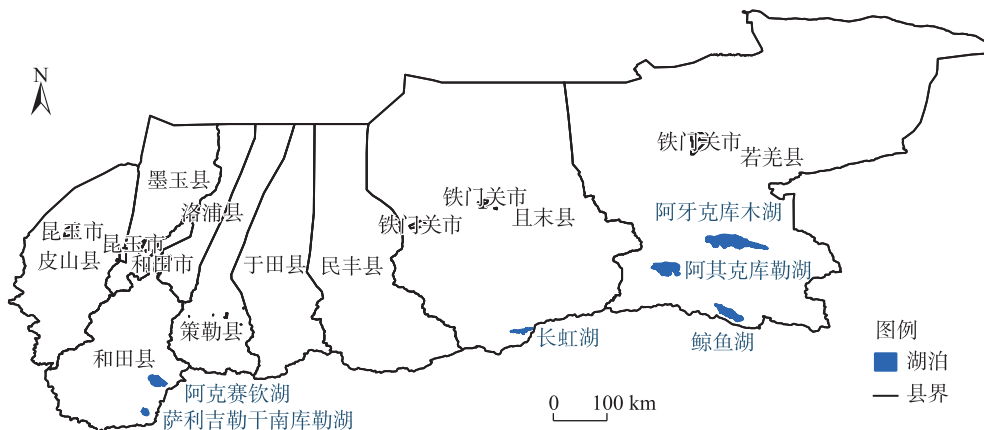 N
铁门关市
若羌县
墨玉县
铁门关市
洛浦县
阿牙克库木湖
铁门关市
且末县
昆玉市
昆玉市
皮山县
和田市
于田县
民丰县
阿其克库勒湖
策勒县
长虹湖
鲸鱼湖
图例
和田县
湖泊
阿克赛钦湖
县界
萨利吉勒干南库勒湖
0 100 km